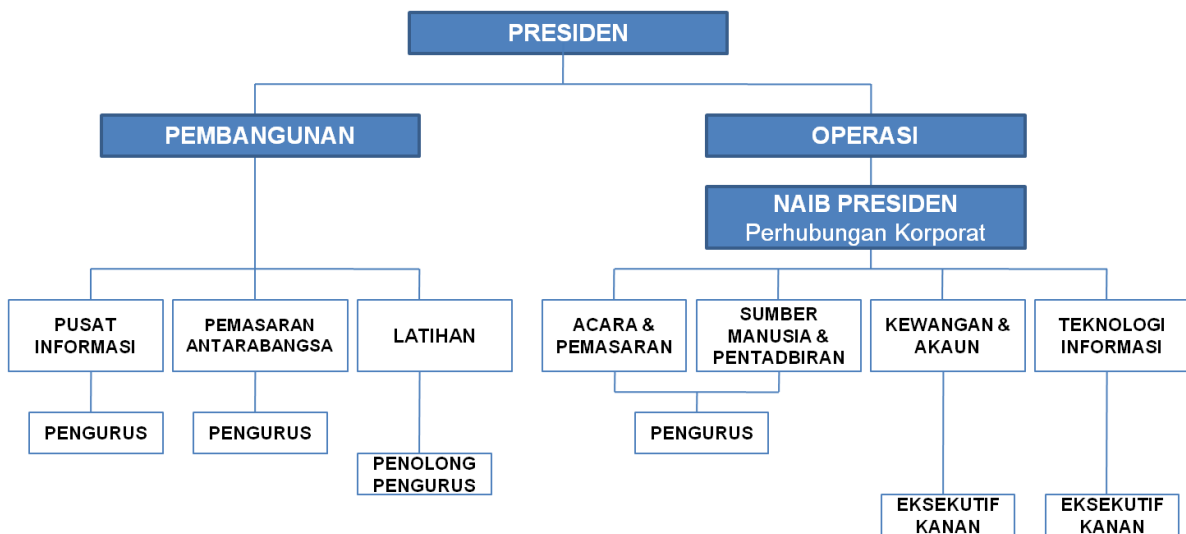 PRESIDEN
PEMBANGUNAN
OPERASI
NAIB PRESIDEN
Perhubungan Korporat
PUSAT
INFORMASI
PEMASARAN
ANTARABANGSA
LATIHAN
ACARA &
PEMASARAN
SUMBER
MANUSIA &
PENTADBIRAN
KEWANGAN &
AKAUN
TEKNOLOGI
INFORMASI
PENGURUS
PENGURUS
PENOLONG
PENGURUS
PENGURUS
EKSEKUTIF
KANAN
EKSEKUTIF
KANAN